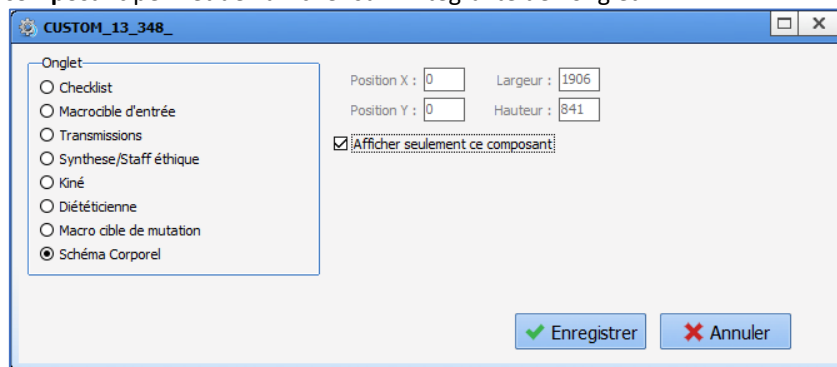 CUSTOM_13_348_
Onglet
Checklist
Macrocible d'entrée
Transmissions
Synthese/Staff éthique
Kiné
Diététicienne
Macro cible de mutation
Schéma Corporel
Position X : 0 Largeur : 1906
Position Y : 0 Hauteur : 841
Afficher seulement ce composant
Enregistrer Annuler